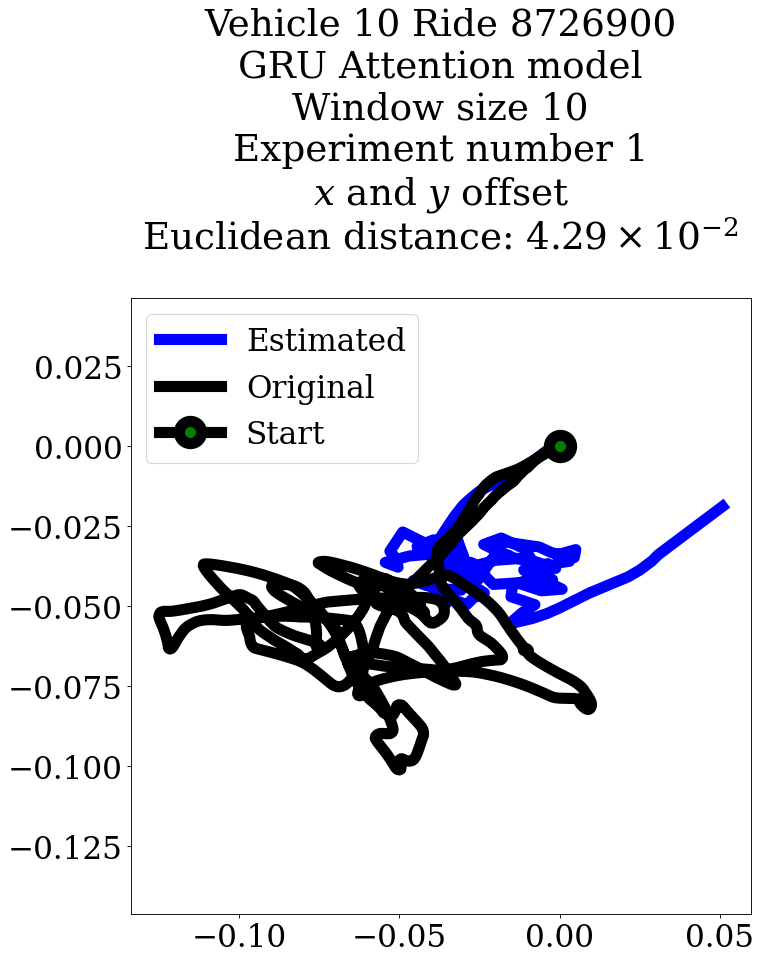 Vehicle 10 Ride 8726900
GRU Attention model
Window size 10
Experiment number 1
x and y offset
Euclidean distance: 4.29 × 10⁻²
Estimated
Original
Start
0.025
0.000
−0.025
−0.050
−0.075
−0.100
−0.125
−0.10
−0.05
0.00
0.05